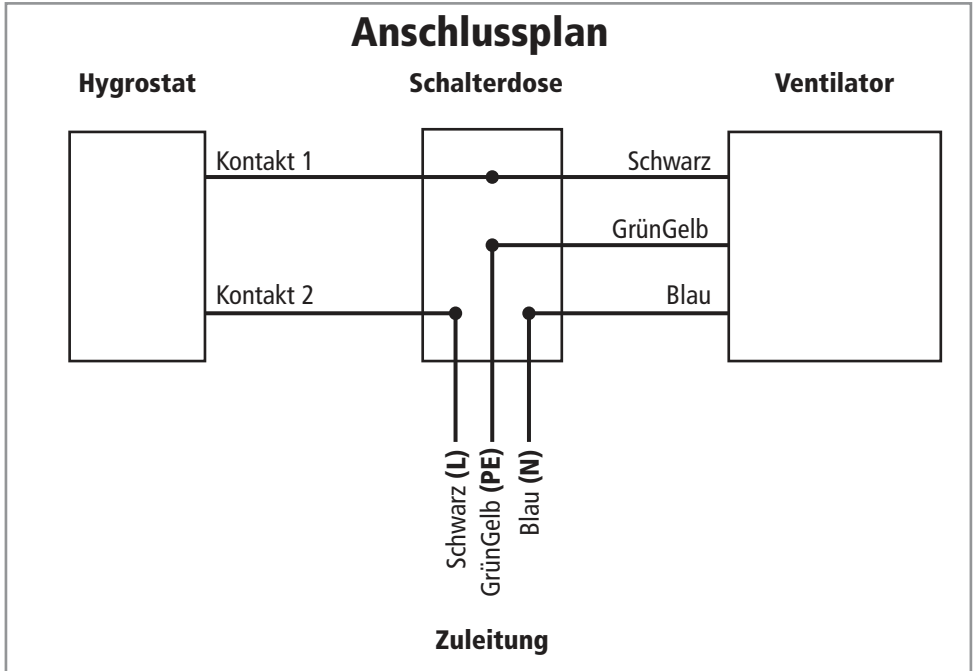 Anschlussplan
Hygrostat
Schalterdose
Ventilator
Kontakt 1
Schwarz
GrünGelb
Kontakt 2
Blau
Schwarz (L)
GrünGelb (PE)
Blau (N)
Zuleitung